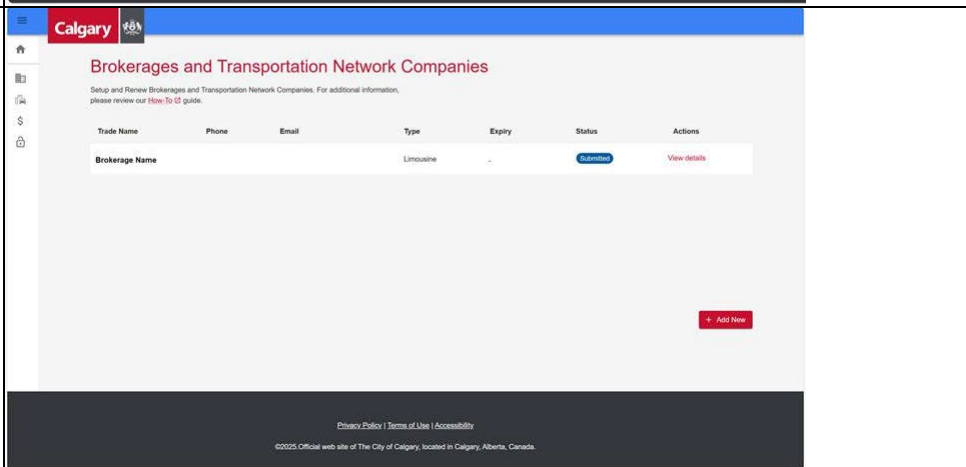 Calgary
Brokerages and Transportation Network Companies
Setup and Renew Brokerages and Transportation Network Companies. For additional information,
please review our How-To guide.
Trade Name Phone Email Type Expiry Status Actions
Brokerage Name Limousine - Submitted View details
+ Add New
Privacy Policy | Terms of Use | Accessibility
©2025.Official web site of The City of Calgary, located in Calgary, Alberta, Canada.